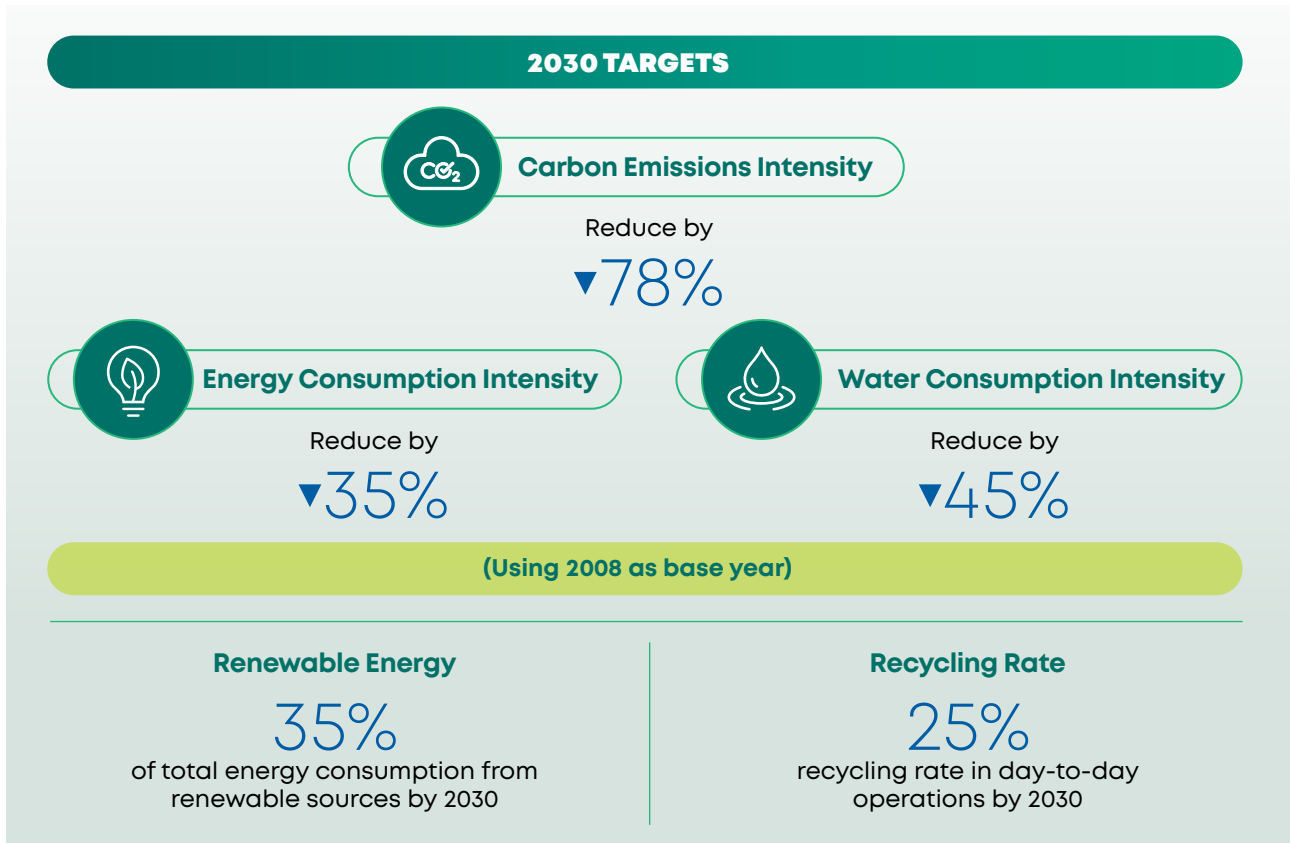 2030 TARGETS
CO2
Carbon Emissions Intensity
Reduce by
▼78%
Energy Consumption Intensity
Reduce by
▼35%
Water Consumption Intensity
Reduce by
▼45%
(Using 2008 as base year)
Renewable Energy
35%
of total energy consumption from
renewable sources by 2030
Recycling Rate
25%
recycling rate in day-to-day
operations by 2030